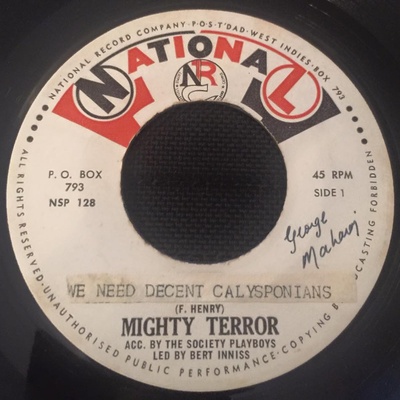 NATIONAL RECORD COMPANY·P·O·S·T'DAD·WEST INDIES·BOX 793
NATIONAL
NR
P. O. BOX
793
NSP 128
45 RPM
SIDE 1
George
Maharaj
WE NEED DECENT CALYSPONIANS
(F. HENRY)
MIGHTY TERROR
ACC. BY THE SOCIETY PLAYBOYS
LED BY BERT INNISS
ALL RIGHTS RESERVED·UNAUTHORISED PUBLIC PERFORMANCE·COPYING BROADCASTING FORBIDDEN